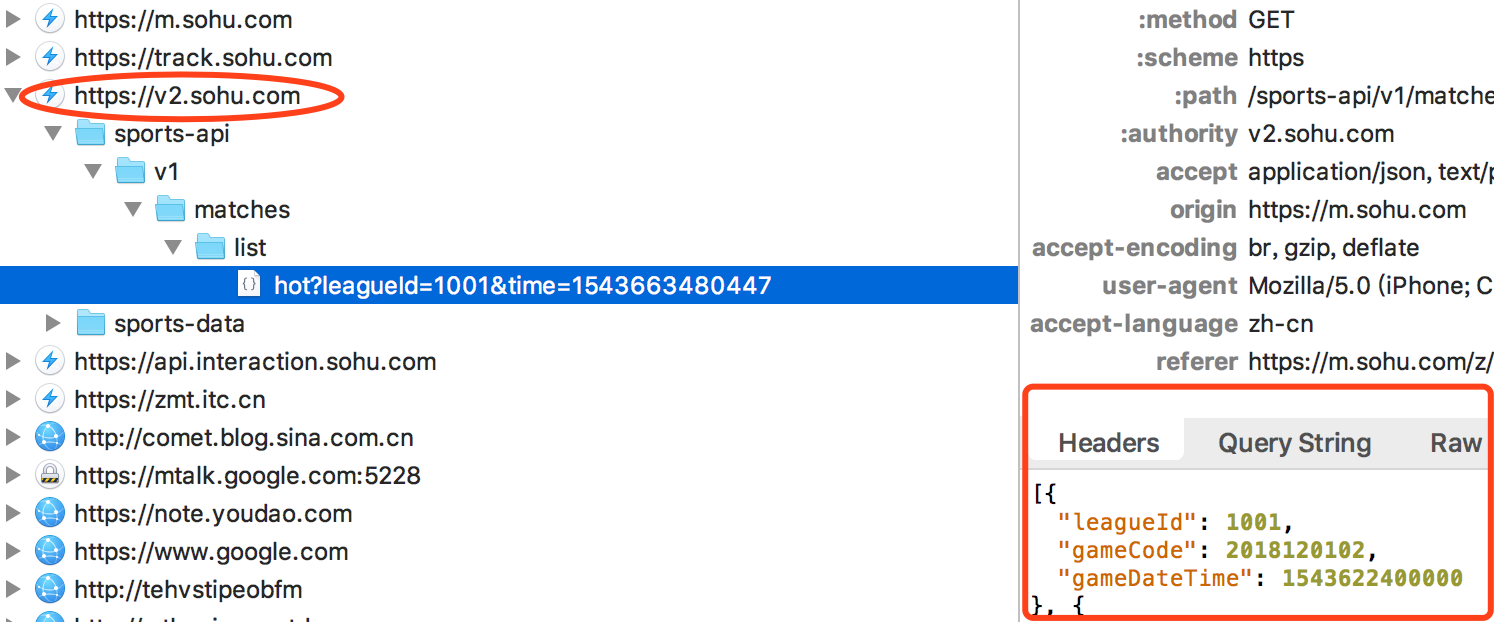 https://m.sohu.com
https://track.sohu.com
https://v2.sohu.com
sports-api
v1
matches
list
hot?leagueId=1001&time=1543663480447
sports-data
https://api.interaction.sohu.com
https://zmt.itc.cn
http://comet.blog.sina.com.cn
https://mtalk.google.com:5228
https://note.youdao.com
https://www.google.com
http://tehvstipeobfm
:method GET
:scheme https
:path /sports-api/v1/matche
:authority v2.sohu.com
accept application/json, text/p
origin https://m.sohu.com
accept-encoding br, gzip, deflate
user-agent Mozilla/5.0 (iPhone; C
accept-language zh-cn
referer https://m.sohu.com/z/
Headers Query String Raw
[{
"leagueId": 1001,
"gameCode": 2018120102,
"gameDateTime": 1543622400000
}, {